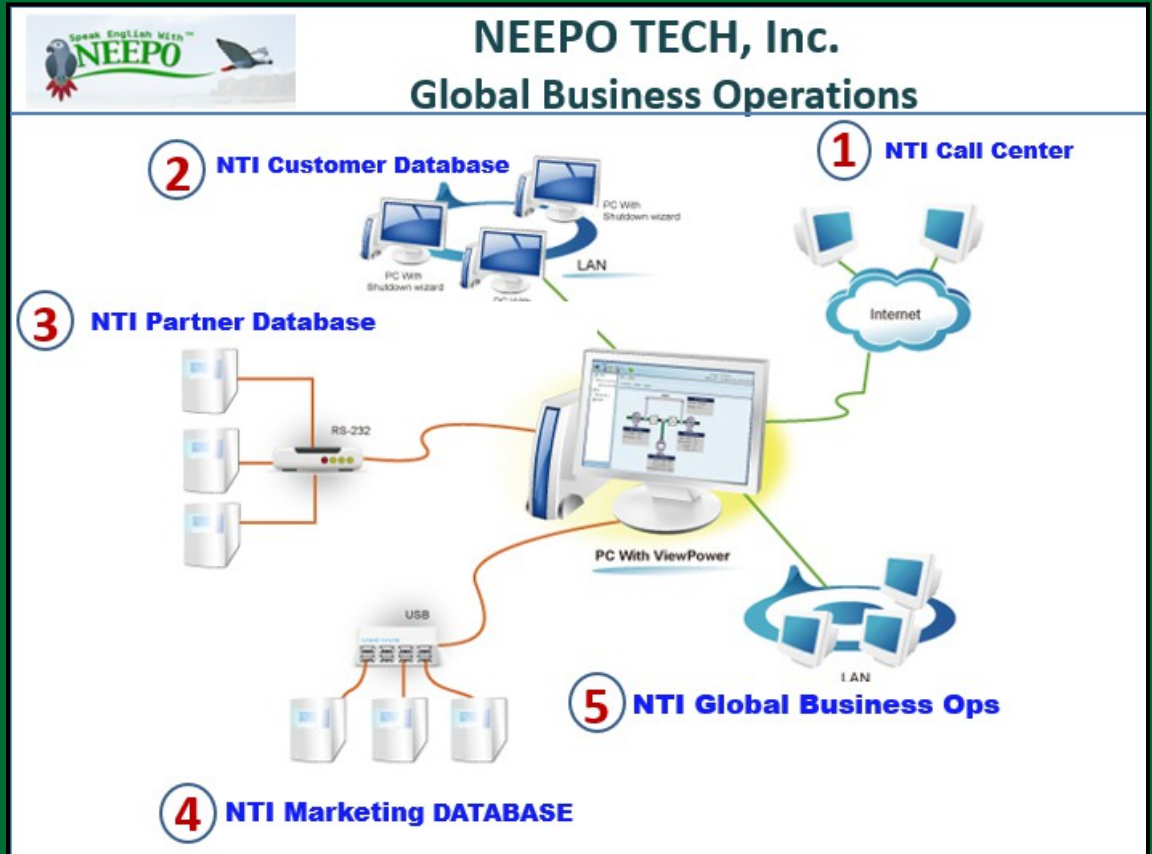 Speak English With™
NEEPO
NEEPO TECH, Inc.
Global Business Operations
1
NTI Call Center
2
NTI Customer Database
PC With
Shutdown wizard
PC With
Shutdown wizard
LAN
Internet
3
NTI Partner Database
RS-232
PC With ViewPower
USB
LAN
5
NTI Global Business Ops
4
NTI Marketing DATABASE